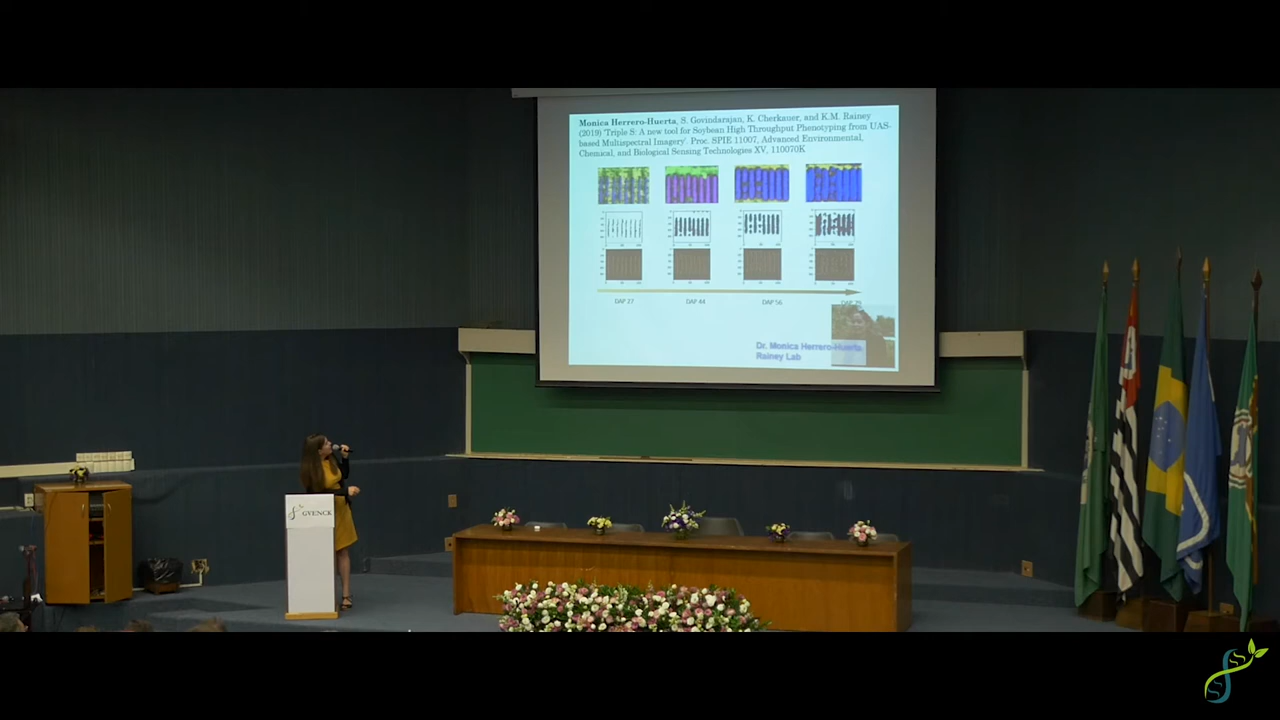 Monica Herrero-Huerta, S. Govindarajan, K. Cherkauer, and K.M. Rainey
(2019) 'Triple S: A new tool for Soybean High Throughput Phenotyping from UAS-
based Multispectral Imagery'. Proc. SPIE 11007, Advanced Environmental,
Chemical, and Biological Sensing Technologies XV, 110070K
DAP 27 DAP 44 DAP 56 DAP
Dr. Monica Herrero-Huerta
Rainey Lab
GVENCK